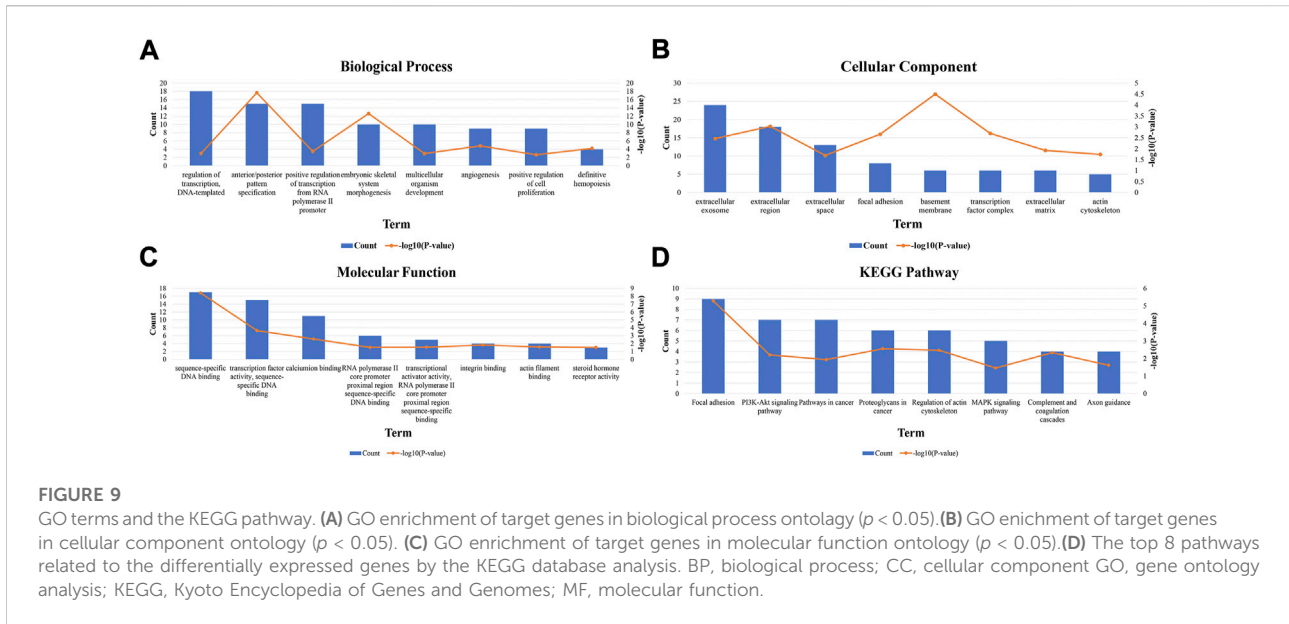 A
Biological Process
20
18
16
14
12
10
8
6
4
2
0
Count
20
18
16
14
12
10
8
6
4
2
0
-log10(P-value)
regulation of transcription, DNA-templated
anterior/posterior pattern specification
positive regulation of transcription from RNA polymerase II promoter
embryonic skeletal system morphogenesis
multicellular organism development
angiogenesis
positive regulation of cell proliferation
definitive hemopoiesis
Term
Count
-log10(P-value)
B
Cellular Component
30
25
20
15
10
5
0
Count
5
4.5
4
3.5
3
2.5
2
1.5
1
0.5
0
-log10(P-value)
extracellular exosome
extracellular region
extracellular space
focal adhesion
basement membrane
transcription factor complex
extracellular matrix
actin cytoskeleton
Term
Count
-log10(P-value)
C
Molecular Function
18
16
14
12
10
8
6
4
2
0
Count
9
8
7
6
5
4
3
2
1
0
-log10(P-value)
sequence-specific DNA binding
transcription factor activity, sequence-specific DNA binding
calciumion binding
RNA polymerase II core promoter proximal region sequence-specific DNA binding
transcriptional activator activity, RNA polymerase II core promoter proximal region sequence-specific binding
integrin binding
actin filament binding
steroid hormone receptor activity
Term
Count
-log10(P-value)
D
KEGG Pathway
10
9
8
7
6
5
4
3
2
1
0
Count
6
5
4
3
2
1
0
-log10(P-value)
Focal adhesion
PI3K-Akt signaling pathway
Pathways in cancer
Proteoglycans in cancer
Regulation of actin cytoskeleton
MAPK signaling pathway
Complement and coagulation cascades
Axon guidance
Term
Count
-log10(P-value)
FIGURE 9
GO terms and the KEGG pathway. (A) GO enrichment of target genes in biological process ontolagy (p < 0.05).(B) GO enichment of target genes
in cellular component ontology (p < 0.05). (C) GO enrichment of target genes in molecular function ontology (p < 0.05).(D) The top 8 pathways
related to the differentially expressed genes by the KEGG database analysis. BP, biological process; CC, cellular component GO, gene ontology
analysis; KEGG, Kyoto Encyclopedia of Genes and Genomes; MF, molecular function.